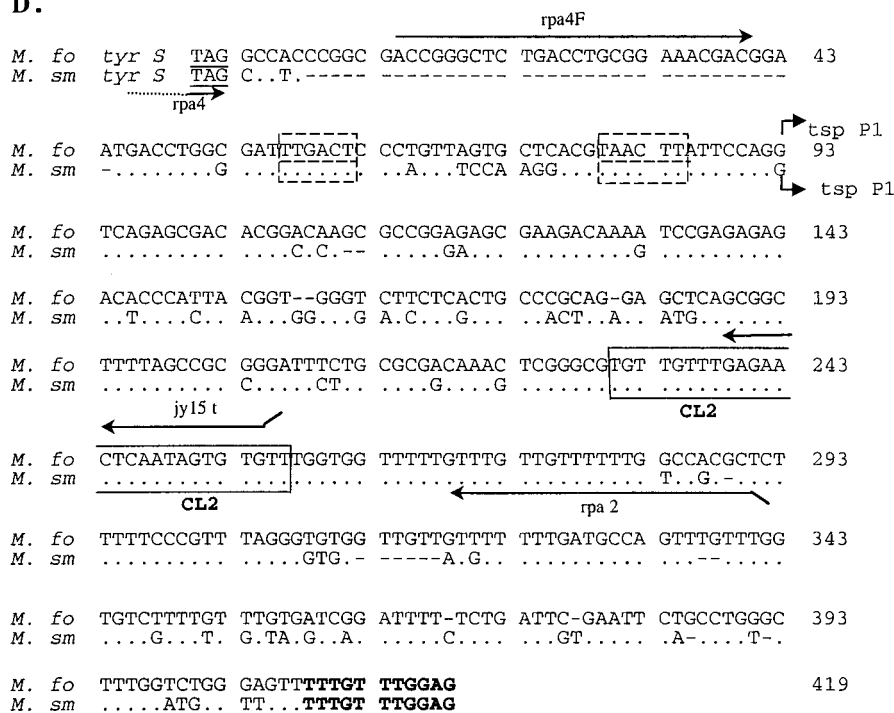 D.
rpa4F
M. fo tyr S TAG GCCACCCGGC GACCGGGCTC TGACCTGCGG AAACGACGGA 43
M. sm tyr S TAG C..T.----- ---------- ---------- ----------
rpa4
tsp P1
M. fo ATGACCTGGC GATTTGACTC CCTGTTAGTG CTCACGTAAC TTATTCCAGG 93
M. sm -........G .......... ..A...TCCA AGG....... .........G
tsp P1
M. fo TCAGAGCGAC ACGGACAAGC GCCGGAGAGC GAAGACAAAA TCCGAGAGAG 143
M. sm .......... ....C.C.-- .....GA... ........G. ..........
M. fo ACACCCATTA CGGT--GGGT CTTCTCACTG CCCGCAG-GA GCTCAGCGGC 193
M. sm ..T....C.. A...GG...G A.C...G... ...ACT..A. ATG.......
M. fo TTTTAGCCGC GGGATTTCTG CGCGACAAAC TCGGGCGTGT TGTTTGAGAA 243
M. sm .......... C.....CT.. ....G....G .......... ..........
CL2
jy15 t
M. fo CTCAATAGTG TGTTTGGTGG TTTTTGTTTG TTGTTTTTTG GCCACGCTCT 293
M. sm .......... .......... .......... .......... T..G.-....
CL2
rpa 2
M. fo TTTTCCCGTT TAGGGTGTGG TTGTTGTTTT TTTGATGCCA GTTTGTTTGG 343
M. sm .......... .....GTG.- -----A.G.. .......... ...--.....
M. fo TGTCTTTTGT TTGTGATCGG ATTTT-TCTG ATTC-GAATT CTGCCTGGGC 393
M. sm ....G...T. G.TA.G..A. .....C.... ....GT.... ..A-....T-.
M. fo TTTGGTCTGG GAGTTTTTGT TTGGAG 419
M. sm .....ATG.. TT...TTTGT TTGGAG